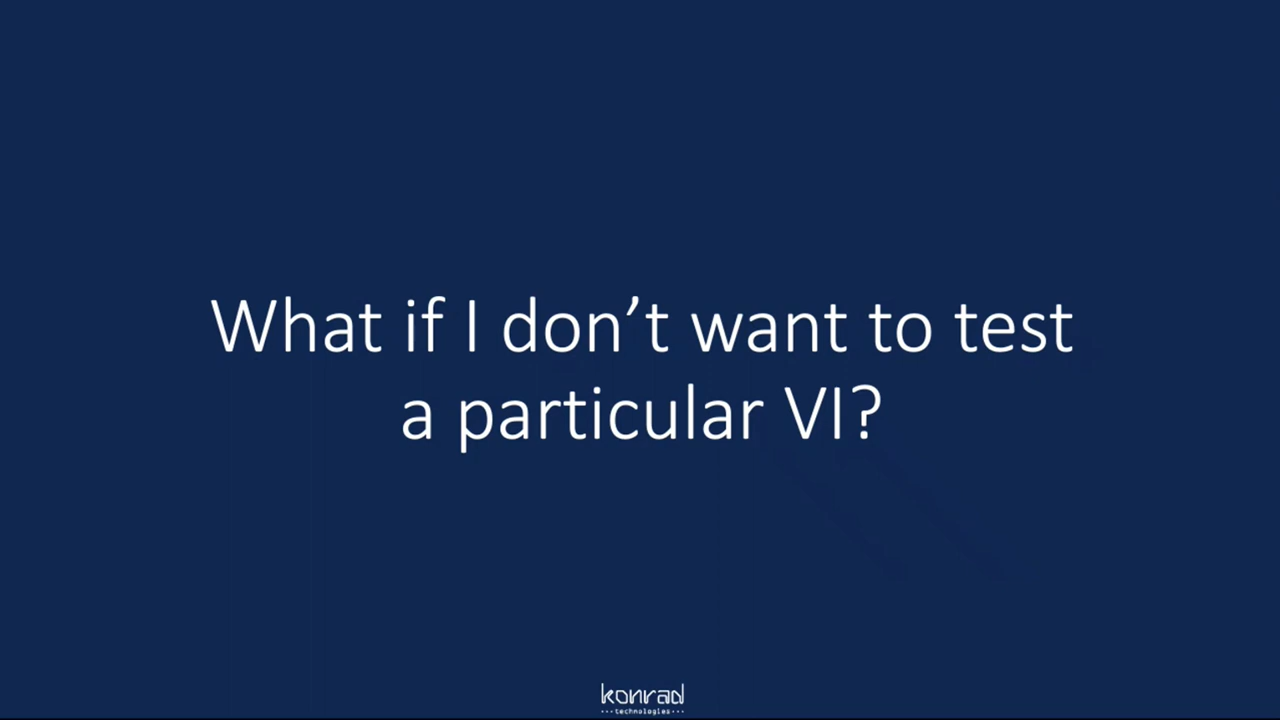 What if I don’t want to test
a particular VI?
konrad
technologies